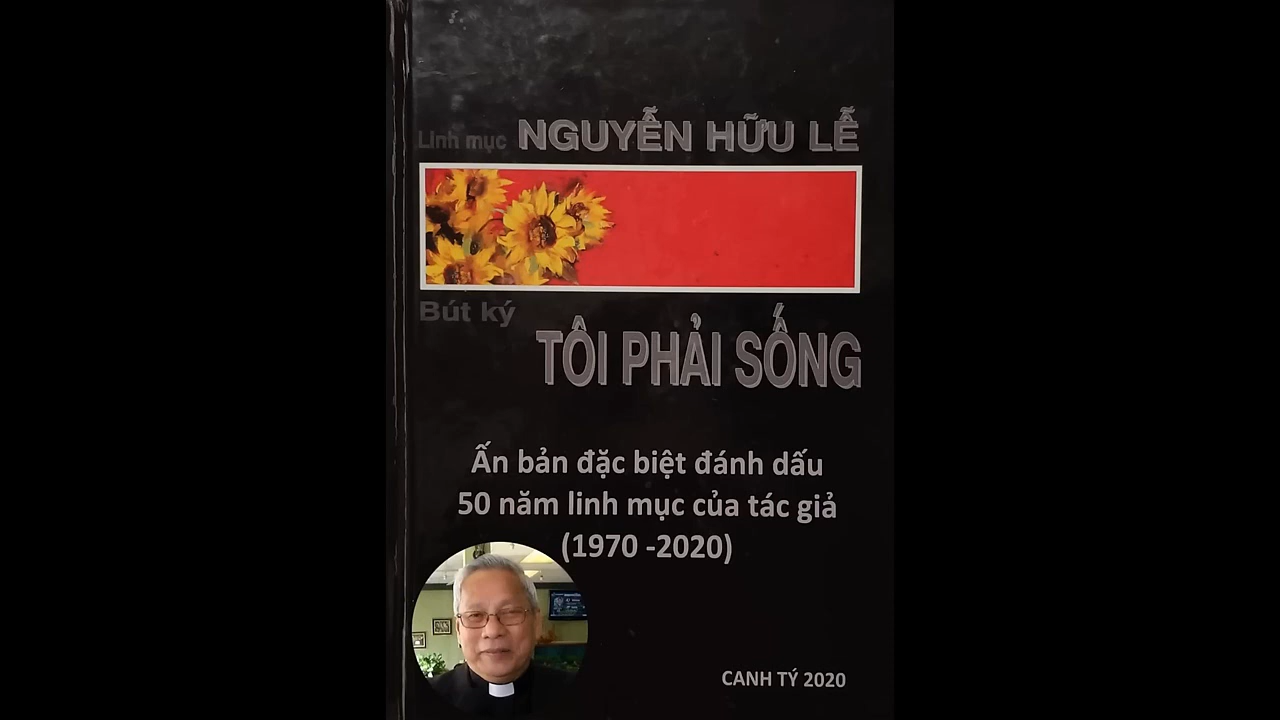 Linh mục NGUYỄN HỮU LỄ
Bút ký
TÔI PHẢI SỐNG
Ấn bản đặc biệt đánh dấu
50 năm linh mục của tác giả
(1970 -2020)
CANH TÝ 2020